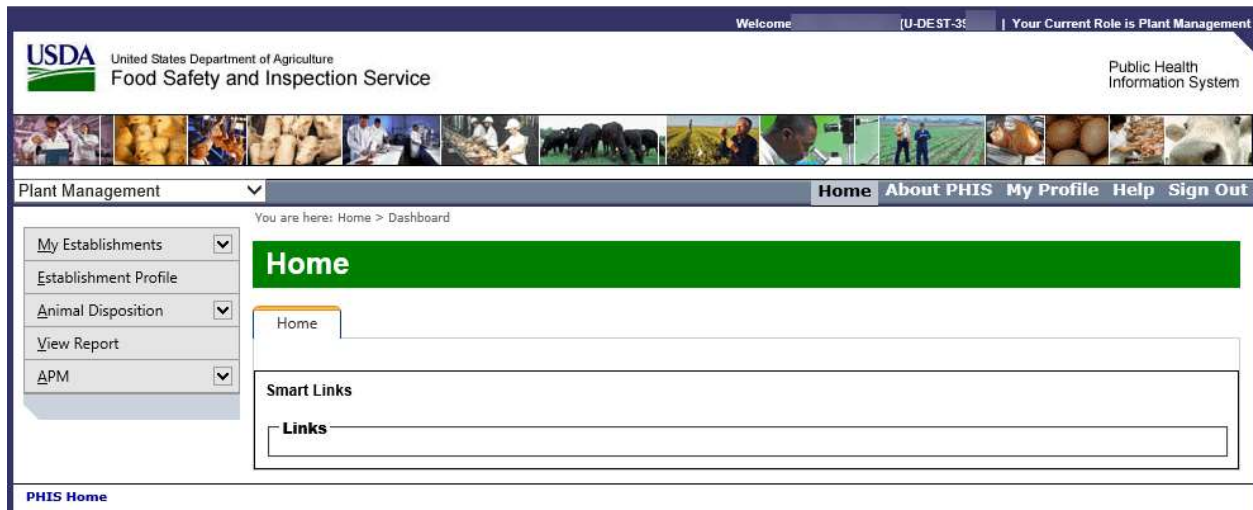 Welcome (U-DEST-39 | Your Current Role is Plant Management
USDA
United States Department of Agriculture
Food Safety and Inspection Service
Public Health
Information System
Plant Management
Home About PHIS My Profile Help Sign Out
You are here: Home > Dashboard
My Establishments
Establishment Profile
Animal Disposition
View Report
APM
Home
Home
Smart Links
Links
PHIS Home